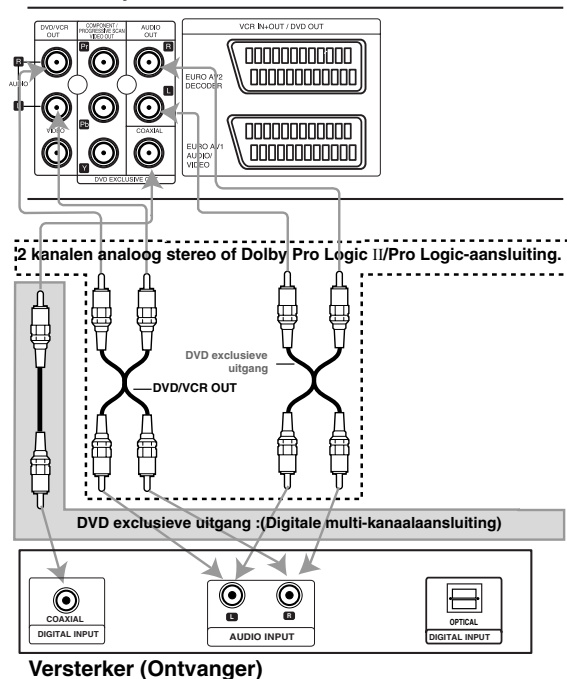 DVD/VCR OUT
COMPONENT / PROGRESSIVE SCAN VIDEO OUT
AUDIO OUT
VCR IN+OUT / DVD OUT
Pr
R
R
AUDIO
L
EURO AV2 DECODER
VIDEO
Pb
COAXIAL
EURO AV1 AUDIO/ VIDEO
Y
DVD EXCLUSIVE OUT
2 kanalen analoog stereo of Dolby Pro Logic II/Pro Logic-aansluiting.
DVD exclusieve
uitgang
DVD/VCR OUT
DVD exclusieve uitgang :(Digitale multi-kanaalaansluiting)
COAXIAL
DIGITAL INPUT
L
R
AUDIO INPUT
OPTICAL
DIGITAL INPUT
Versterker (Ontvanger)